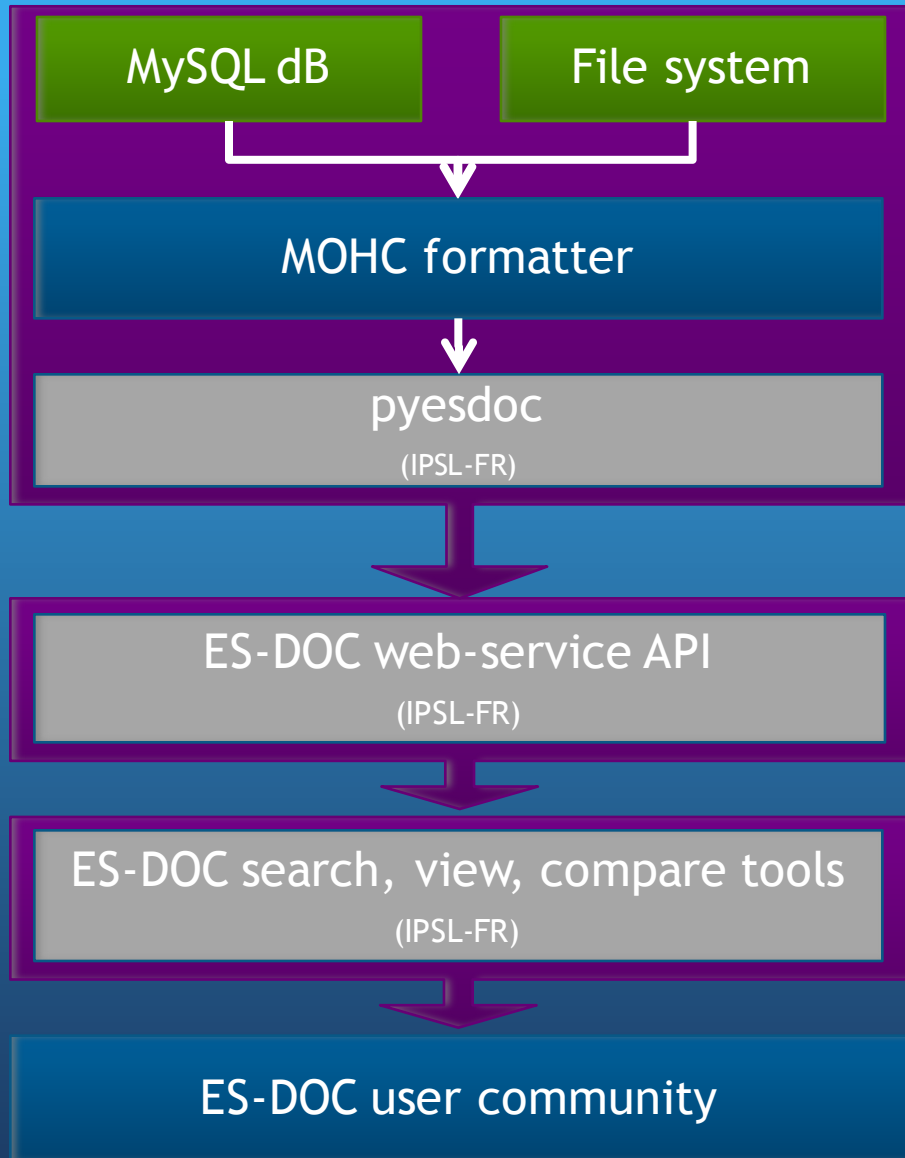 MySQL dB
File system
MOHC formatter
pyesdoc
(IPSL-FR)
ES-DOC web-service API
(IPSL-FR)
ES-DOC search, view, compare tools
(IPSL-FR)
ES-DOC user community